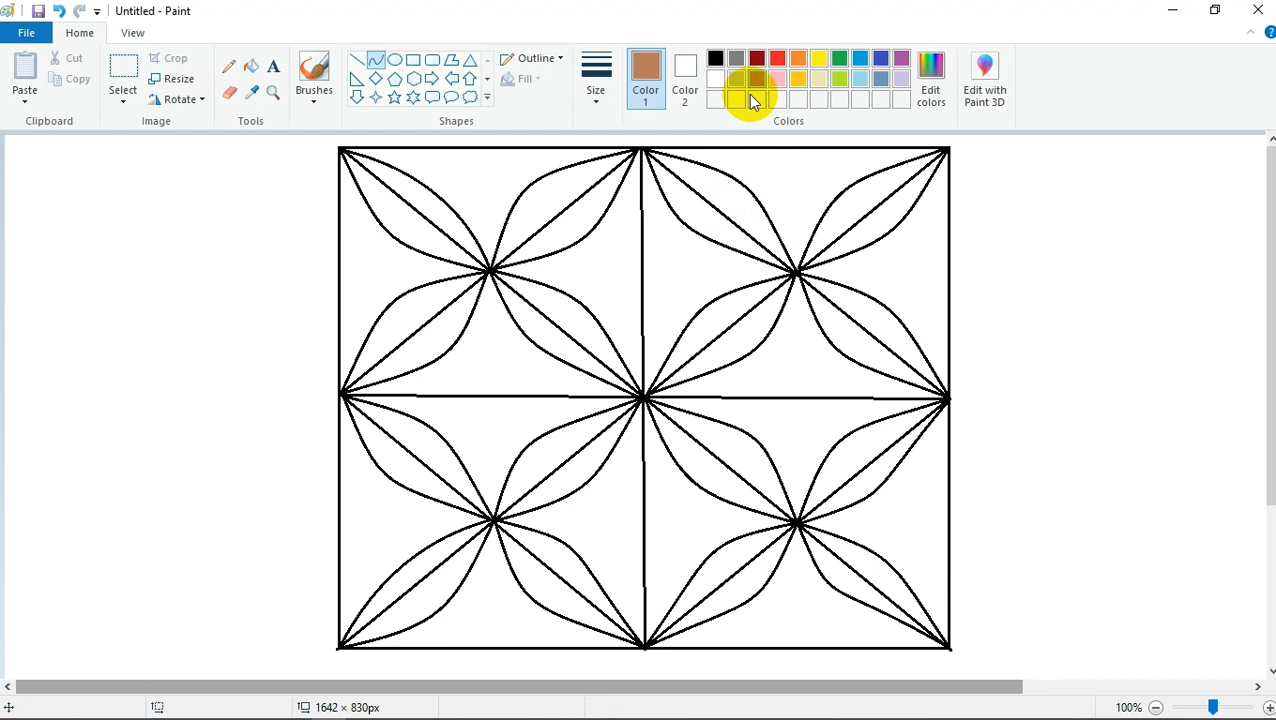 Untitled - Paint
File Home View
Paste
Cut
Copy
Clipboard
Select
Crop
Resize
Rotate
Image
A
Tools
Brushes
Outline
Fill
Shapes
Size
Color 1
Color 2
Edit colors
Colors
Edit with Paint 3D
1642 × 830px
100%